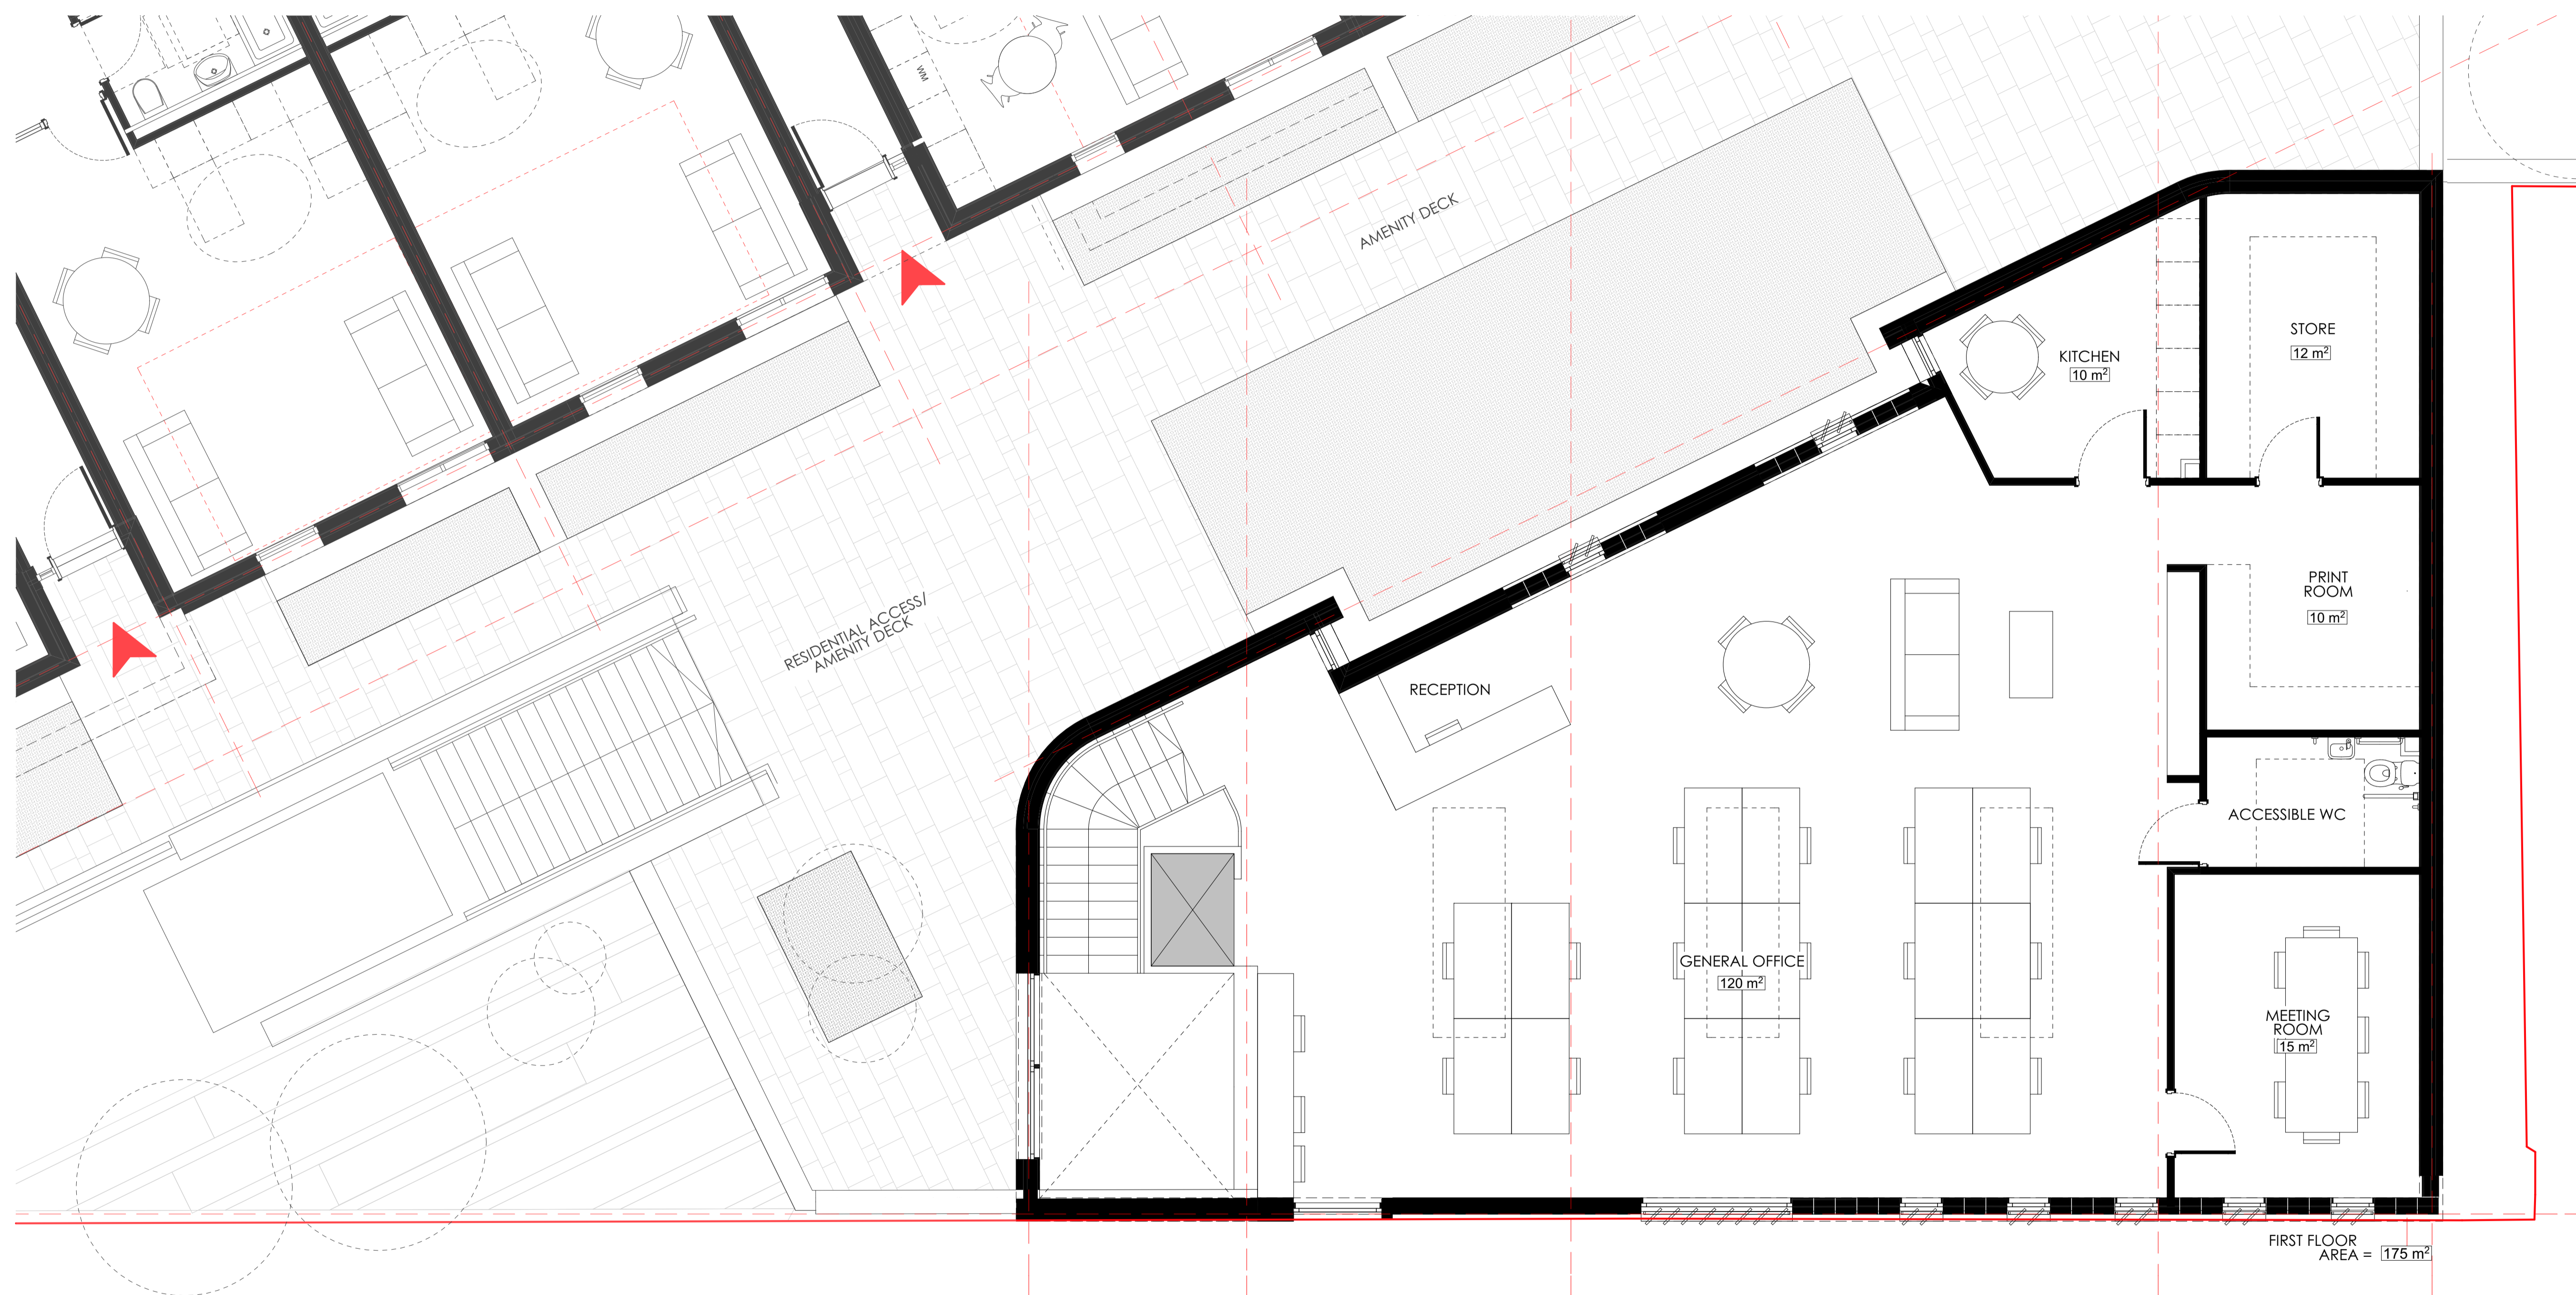 WM
AMENITY DECK
RESIDENTIAL ACCESS/
AMENITY DECK
KITCHEN
10 m²
STORE
12 m²
PRINT
ROOM
10 m²
RECEPTION
ACCESSIBLE WC
GENERAL OFFICE
120 m²
MEETING
ROOM
15 m²
FIRST FLOOR
AREA = 175 m²